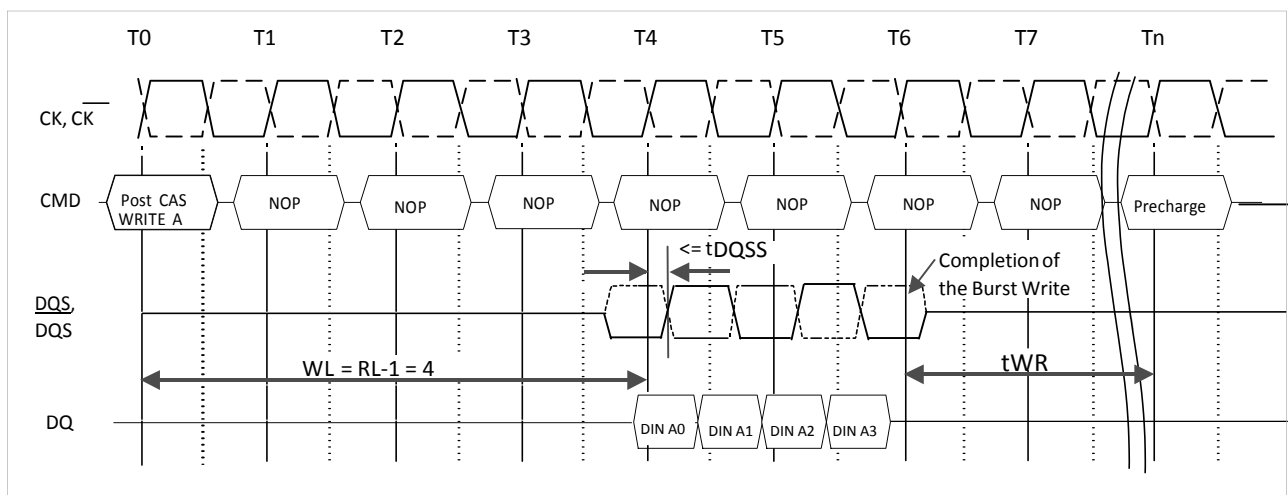 T0 T1 T2 T3 T4 T5 T6 T7 Tn
CK, CK
CMD
Post CAS
WRITE A
NOP NOP NOP NOP NOP NOP NOP Precharge
<= tDQSS
Completion of
the Burst Write
DQS,
DQS
WL = RL-1 = 4
tWR
DQ
DIN A0 DIN A1 DIN A2 DIN A3